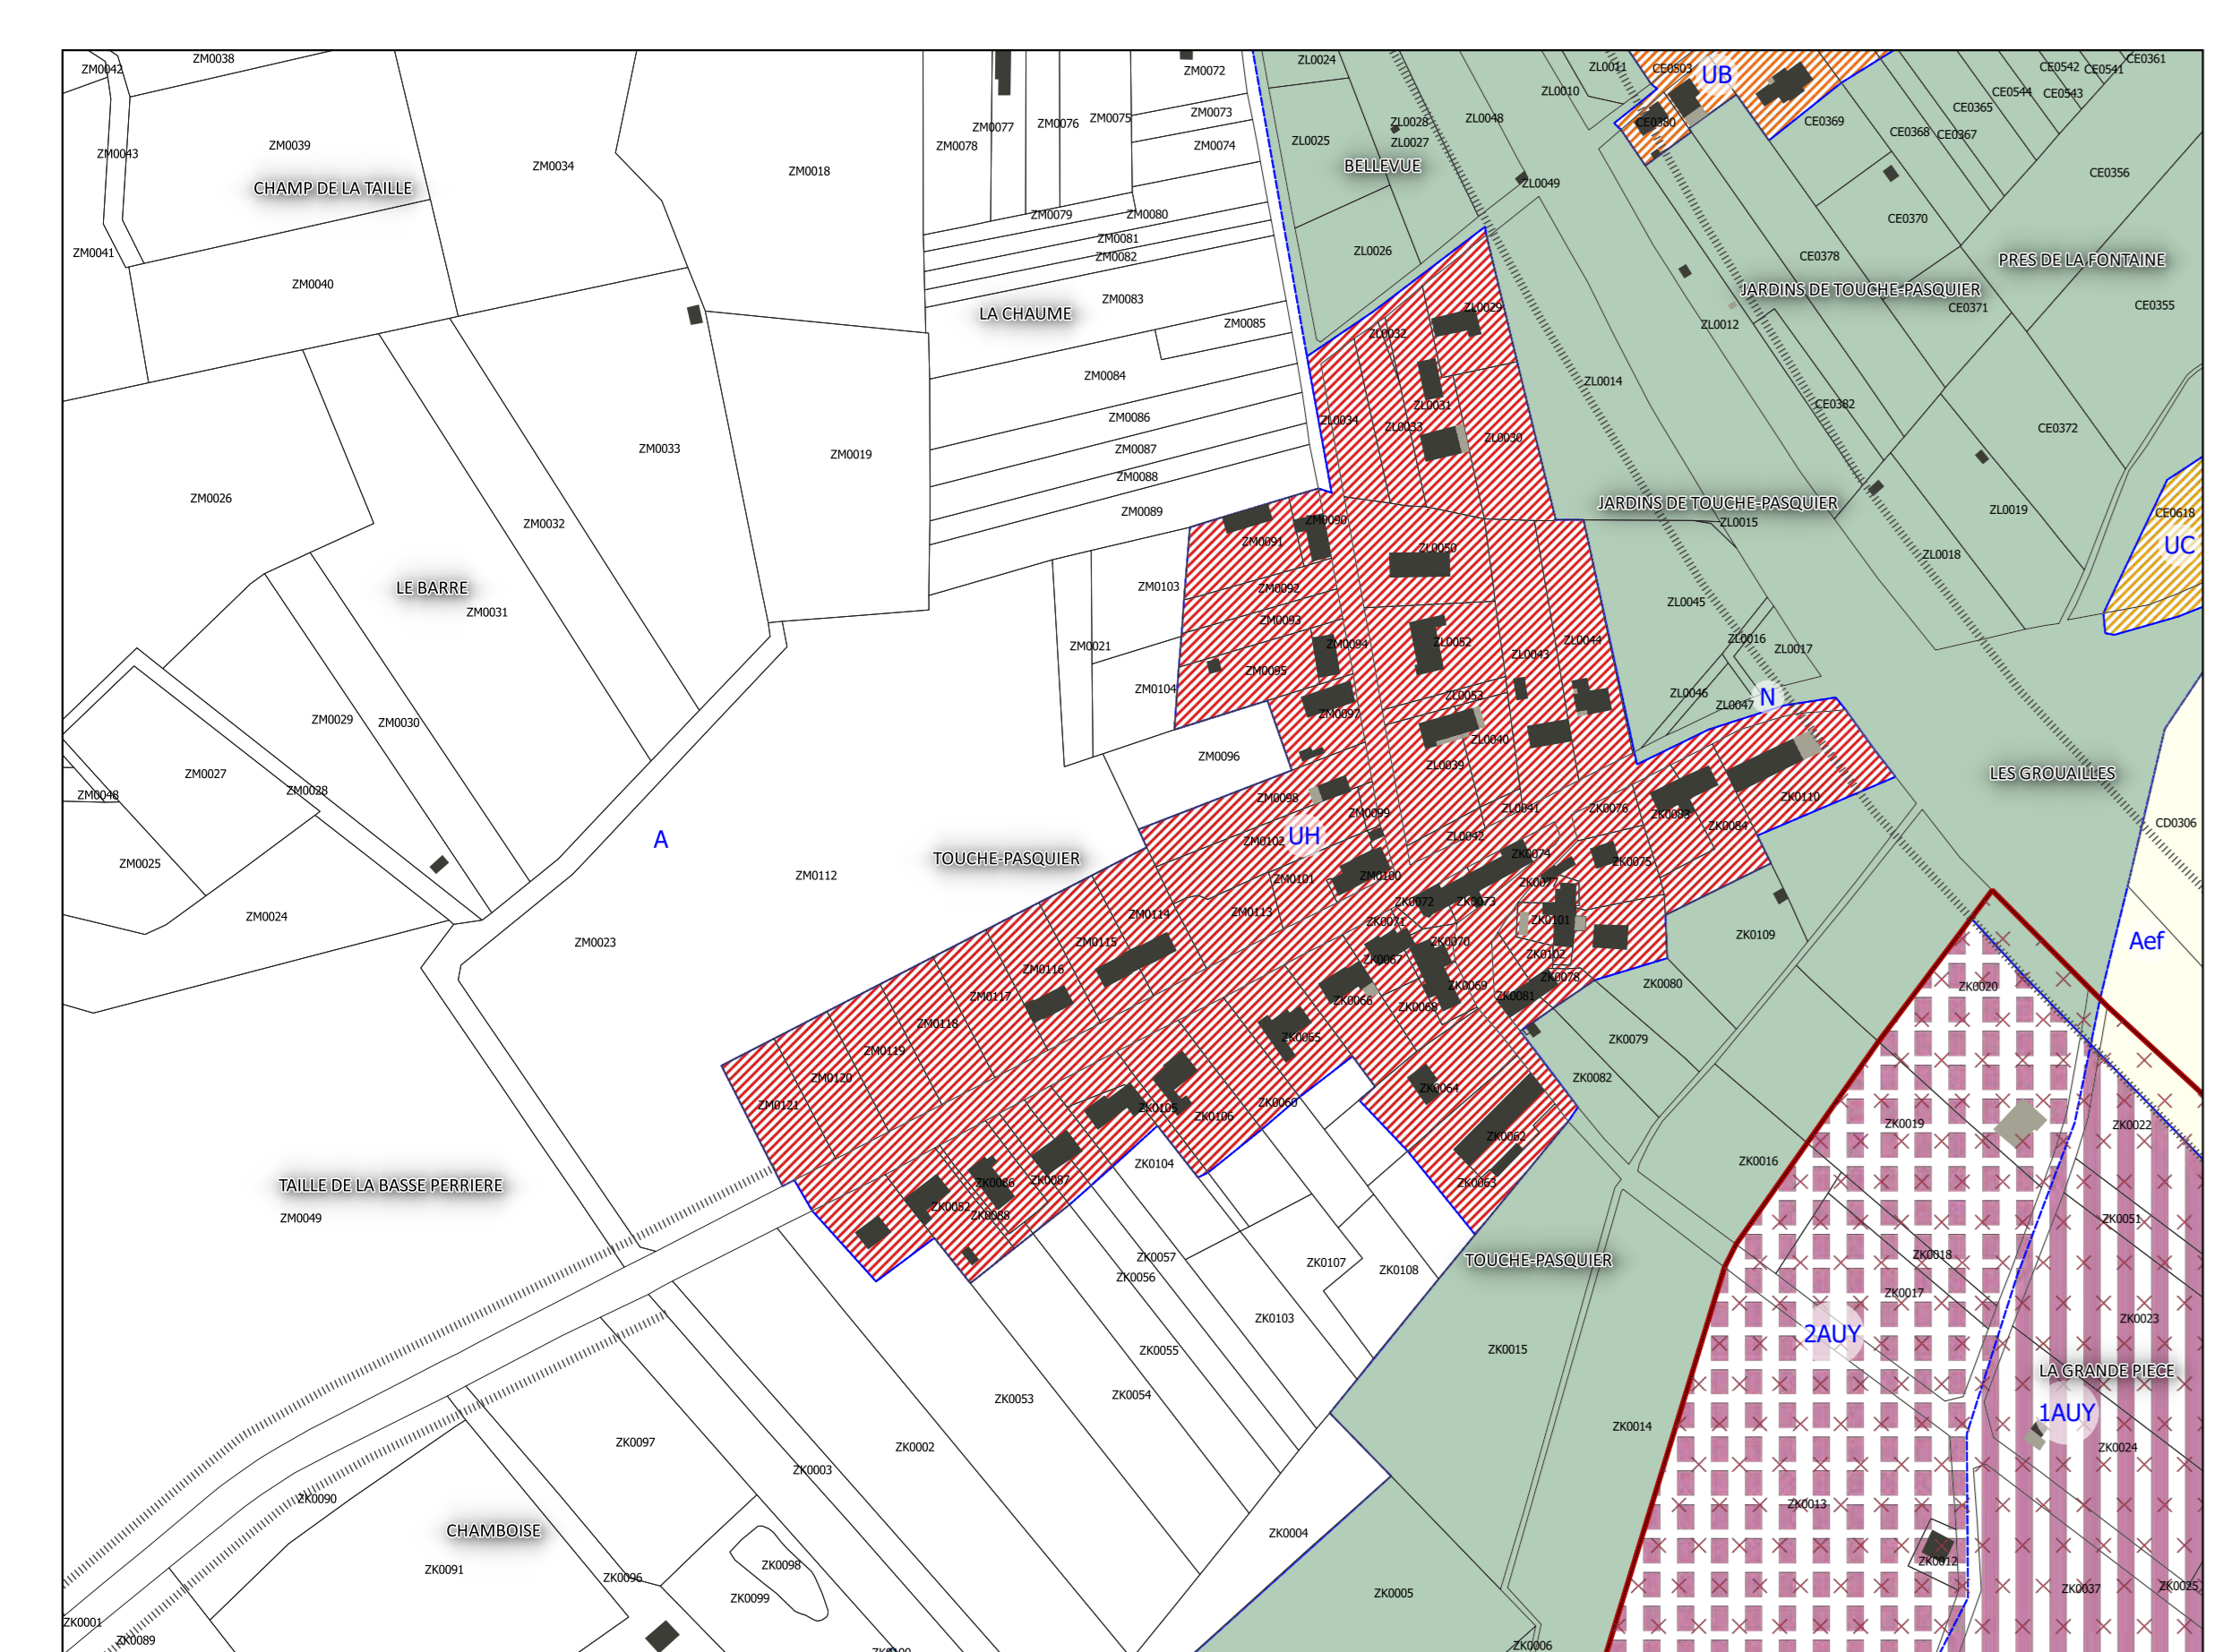 ZM0042
ZM0038
ZM0043
ZM0039
CHAMP DE LA TAILLE
ZM0034
ZM0018
ZM0041
ZM0040
ZM0072
ZM0077
ZM0076
ZM0075
ZM0073
ZM0078
ZM0074
ZM0079
ZM0080
ZM0081
ZM0082
ZM0083
LA CHAUME
ZM0085
ZM0084
ZM0086
ZM0087
ZM0088
ZM0089
ZL0024
ZL0025
ZL0028
ZL0027
BELLEVUE
ZL0026
ZL0048
ZL0010
ZL0011
ZL0049
CE0503
UB
CE0380
CE0542
CE0541
CE0361
CE0544
CE0543
CE0365
CE0369
CE0368
CE0367
CE0356
CE0370
CE0378
PRES DE LA FONTAINE
JARDINS DE TOUCHE-PASQUIER
CE0371
CE0355
ZL0012
ZL0014
CE0382
CE0372
ZL0029
ZL0032
ZL0031
ZL0034
ZL0033
ZL0030
JARDINS DE TOUCHE-PASQUIER
ZL0015
ZL0019
CE0618
UC
ZL0018
ZM0033
ZM0019
ZM0026
ZM0032
LE BARRE
ZM0031
ZM0090
ZM0091
ZL0050
ZM0103
ZM0092
ZM0093
ZM0021
ZM0094
ZL0052
ZL0043
ZL0044
ZM0095
ZM0104
ZL0045
ZL0016
ZL0017
ZL0046
ZL0047
N
ZL0053
ZM0097
ZL0040
ZM0096
ZL0039
ZM0029
ZM0030
ZM0027
ZM0028
ZM0048
LES GROUAILLES
ZM0098
ZM0099
ZL0041
ZK0076
ZK0083
ZK0084
ZK0110
CD0306
A
UH
ZM0102
ZL0042
ZK0074
ZK0075
TOUCHE-PASQUIER
ZM0025
ZM0112
ZM0101
ZM0100
ZK0072
ZK0073
ZM0024
ZM0114
ZM0113
ZK0071
ZK0101
ZM0023
ZM0115
ZK0070
ZK0109
Aef
ZM0116
ZK0067
ZK0102
ZK0078
ZK0069
ZK0080
ZK0020
ZM0117
ZK0066
ZK0068
ZK0081
ZM0118
ZK0065
ZK0079
ZM0119
ZM0120
ZK0064
ZK0082
ZM0121
ZK0105
ZK0106
ZK0060
ZK0019
ZK0022
ZK0062
ZK0104
ZK0016
TAILLE DE LA BASSE PERRIERE
ZM0049
ZK0086
ZK0087
ZK0063
ZK0052
ZK0088
ZK0051
ZK0018
TOUCHE-PASQUIER
ZK0057
ZK0056
ZK0107
ZK0108
ZK0017
ZK0103
ZK0023
2AUY
ZK0055
ZK0015
LA GRANDE PIECE
ZK0054
ZK0053
1AUY
ZK0014
ZK0024
ZK0097
ZK0002
ZK0003
ZK0090
ZK0013
CHAMBOISE
ZK0004
ZK0012
ZK0091
ZK0098
ZK0096
ZK0099
ZK0005
ZK0037
ZK0025
ZK0001
ZK0089
ZK0006